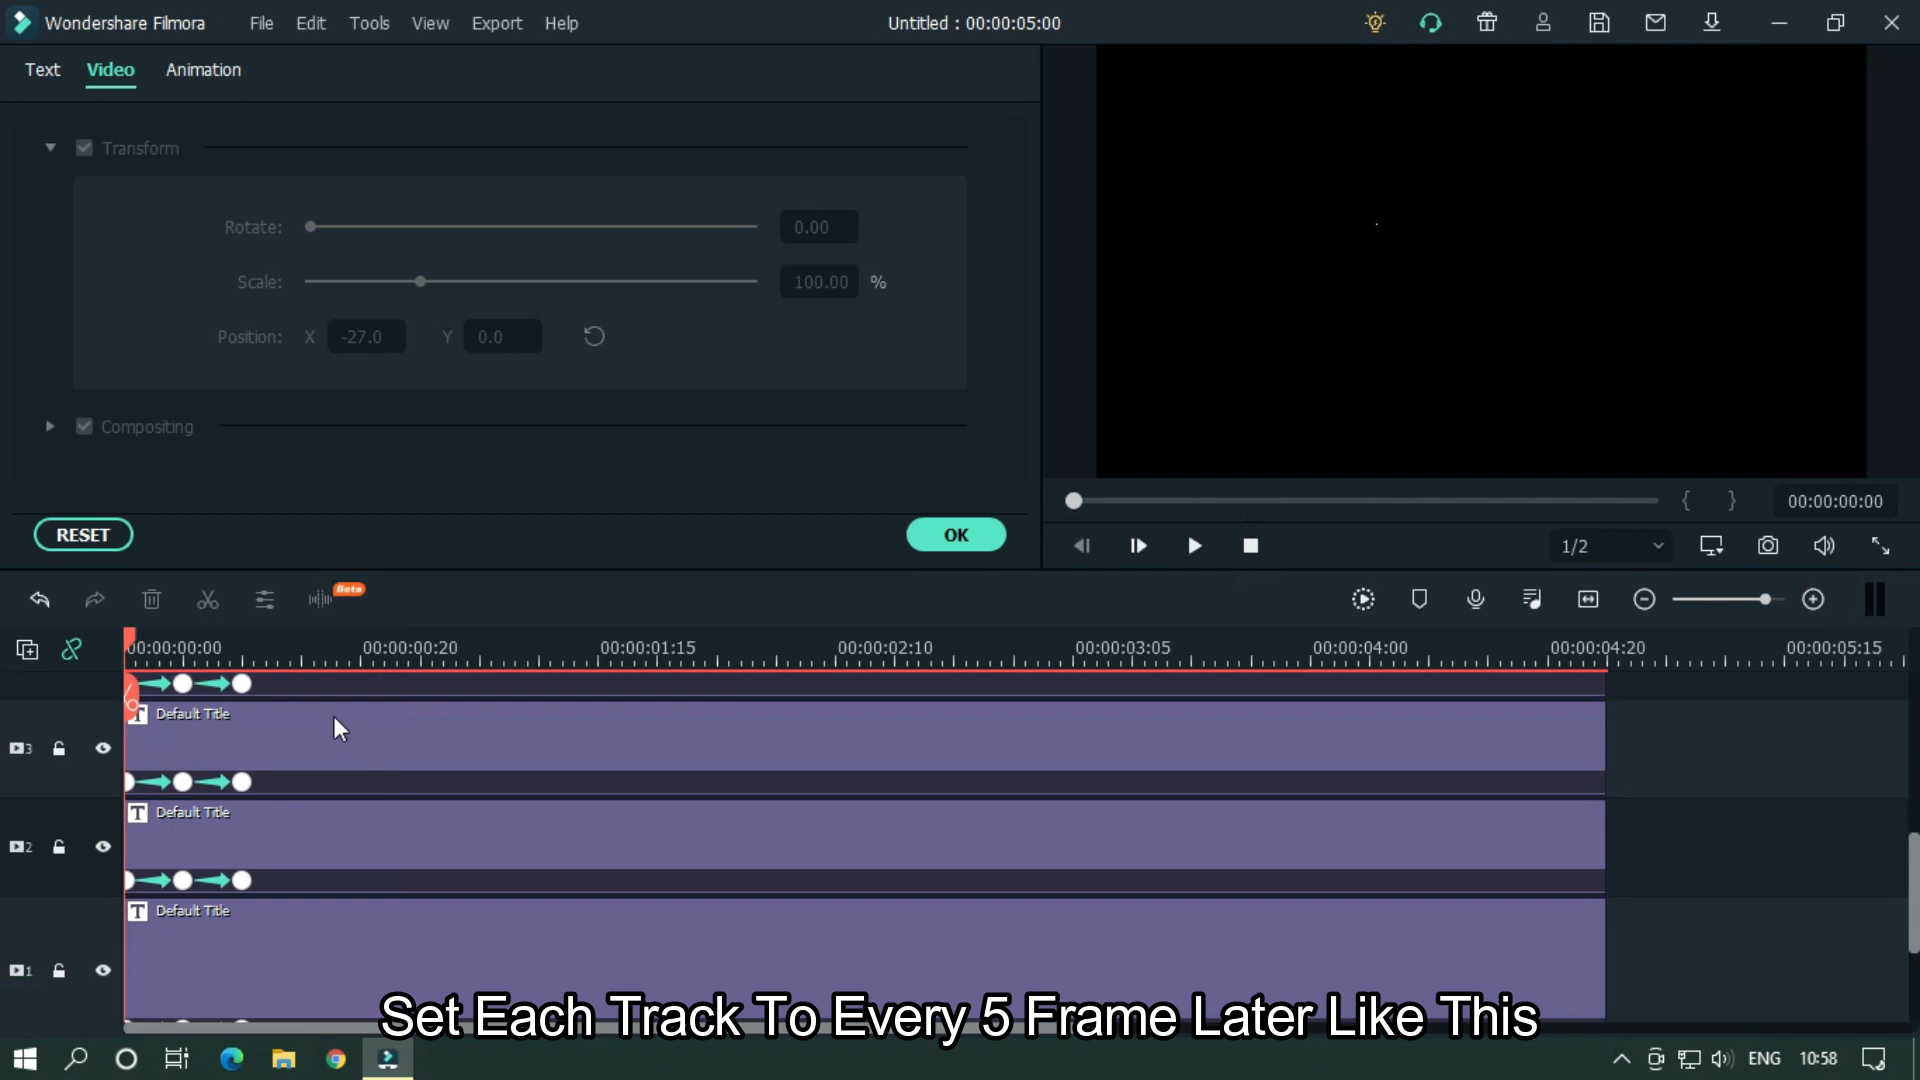 Wondershare Filmora File Edit Tools View Export Help Untitled : 00:00:05:00
Text Video Animation
Transform
Rotate: 0.00
Scale: 100.00 %
Position: X -27.0 Y 0.0
Compositing
RESET OK
{ } 00:00:00:00
1/2
Beta
00:00:00:00 00:00:00:20 00:00:01:15 00:00:02:10 00:00:03:05 00:00:04:00 00:00:04:20 00:00:05:15
T Default Title
3
T Default Title
2
T Default Title
1
Set Each Track To Every 5 Frame Later Like This
ENG 10:58